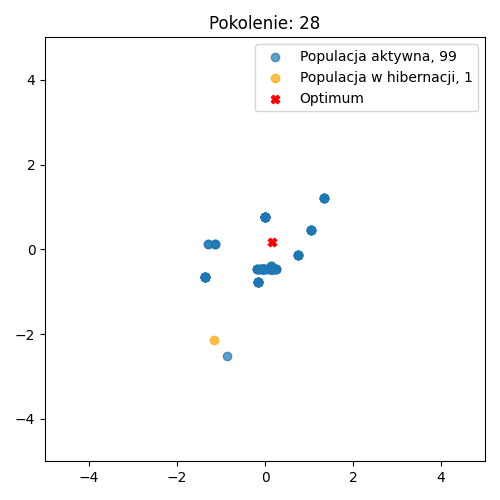 Pokolenie: 28
Populacja aktywna, 99
Populacja w hibernacji, 1
Optimum
4
2
0
−2
−4
−4
−2
0
2
4